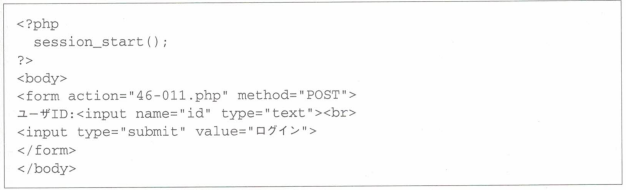 <?php
  session_start();
?>
<body>
<form action="46-011.php" method="POST">
ユーザID:<input name="id" type="text"><br>
<input type="submit" value="ログイン">
</form>
</body>